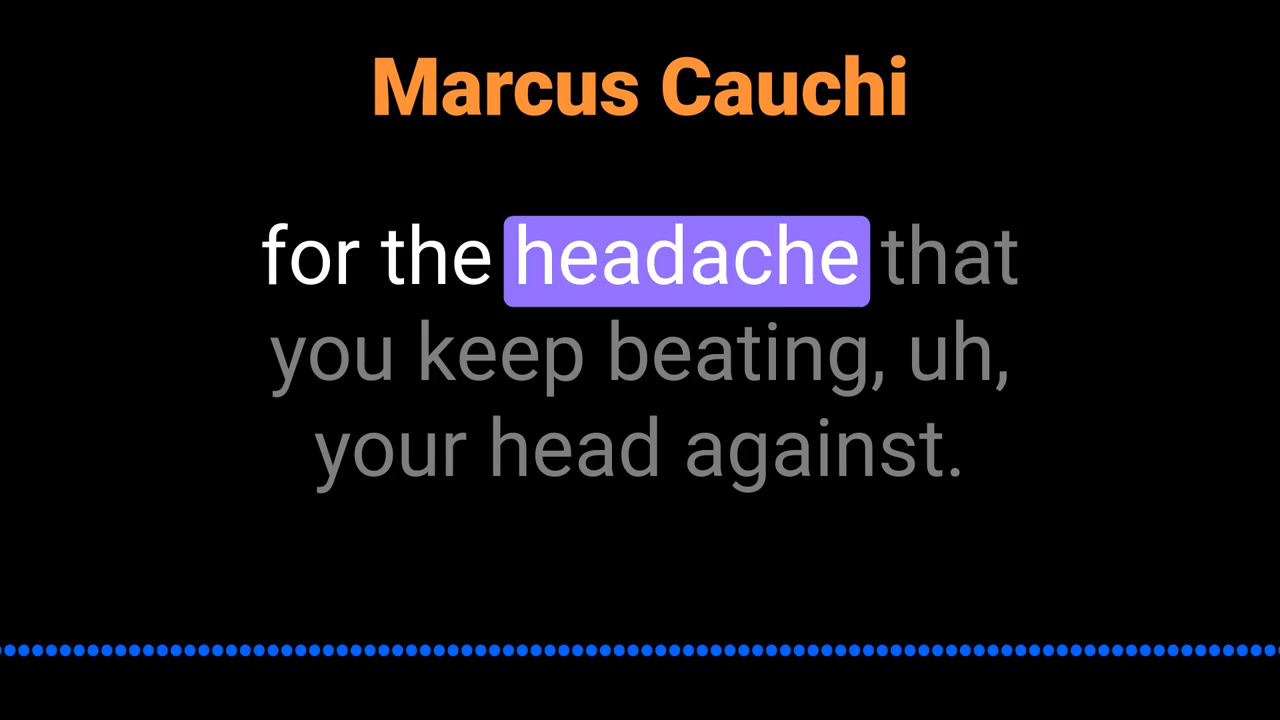 Marcus Cauchi
for the headache that
you keep beating, uh,
your head against.